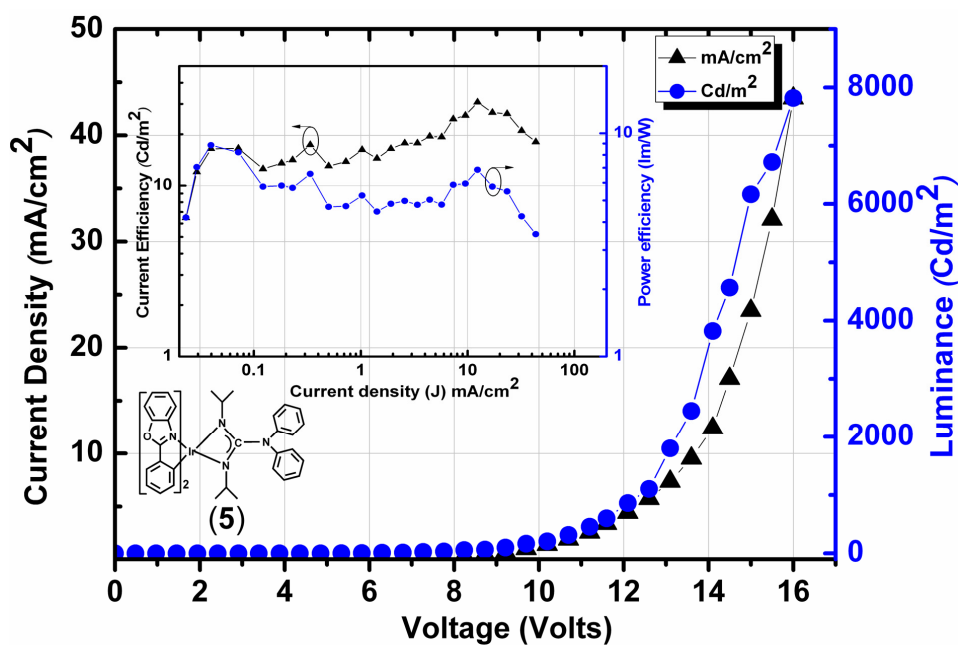 50
40
30
20
10
Current Density (mA/cm²)
mA/cm²
Cd/m²
8000
6000
4000
2000
0
Luminance (Cd/m²)
10
1
Current Efficiency (Cd/m²)
10
1
Power efficiency (lm/W)
0.1 1 10 100
Current density (J) mA/cm²
O N Ir 2 N C N N
(5)
0 2 4 6 8 10 12 14 16
Voltage (Volts)